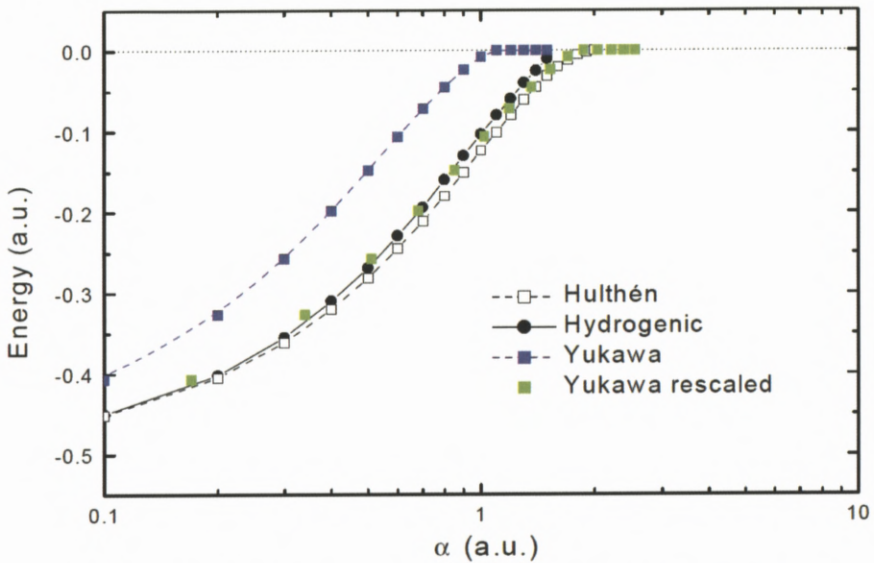 0.0
-0.1
-0.2
-0.3
-0.4
-0.5
Energy (a.u.)
Hulthén
Hydrogenic
Yukawa
Yukawa rescaled
0.1
1
10
α (a.u.)